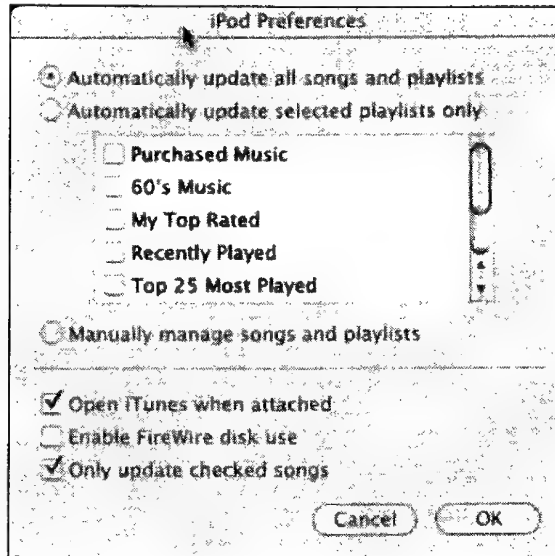 iPod Preferences
Automatically update all songs and playlists
Automatically update selected playlists only
Purchased Music
60's Music
My Top Rated
Recently Played
Top 25 Most Played
Manually manage songs and playlists
Open iTunes when attached
Enable FireWire disk use
Only update checked songs
Cancel OK